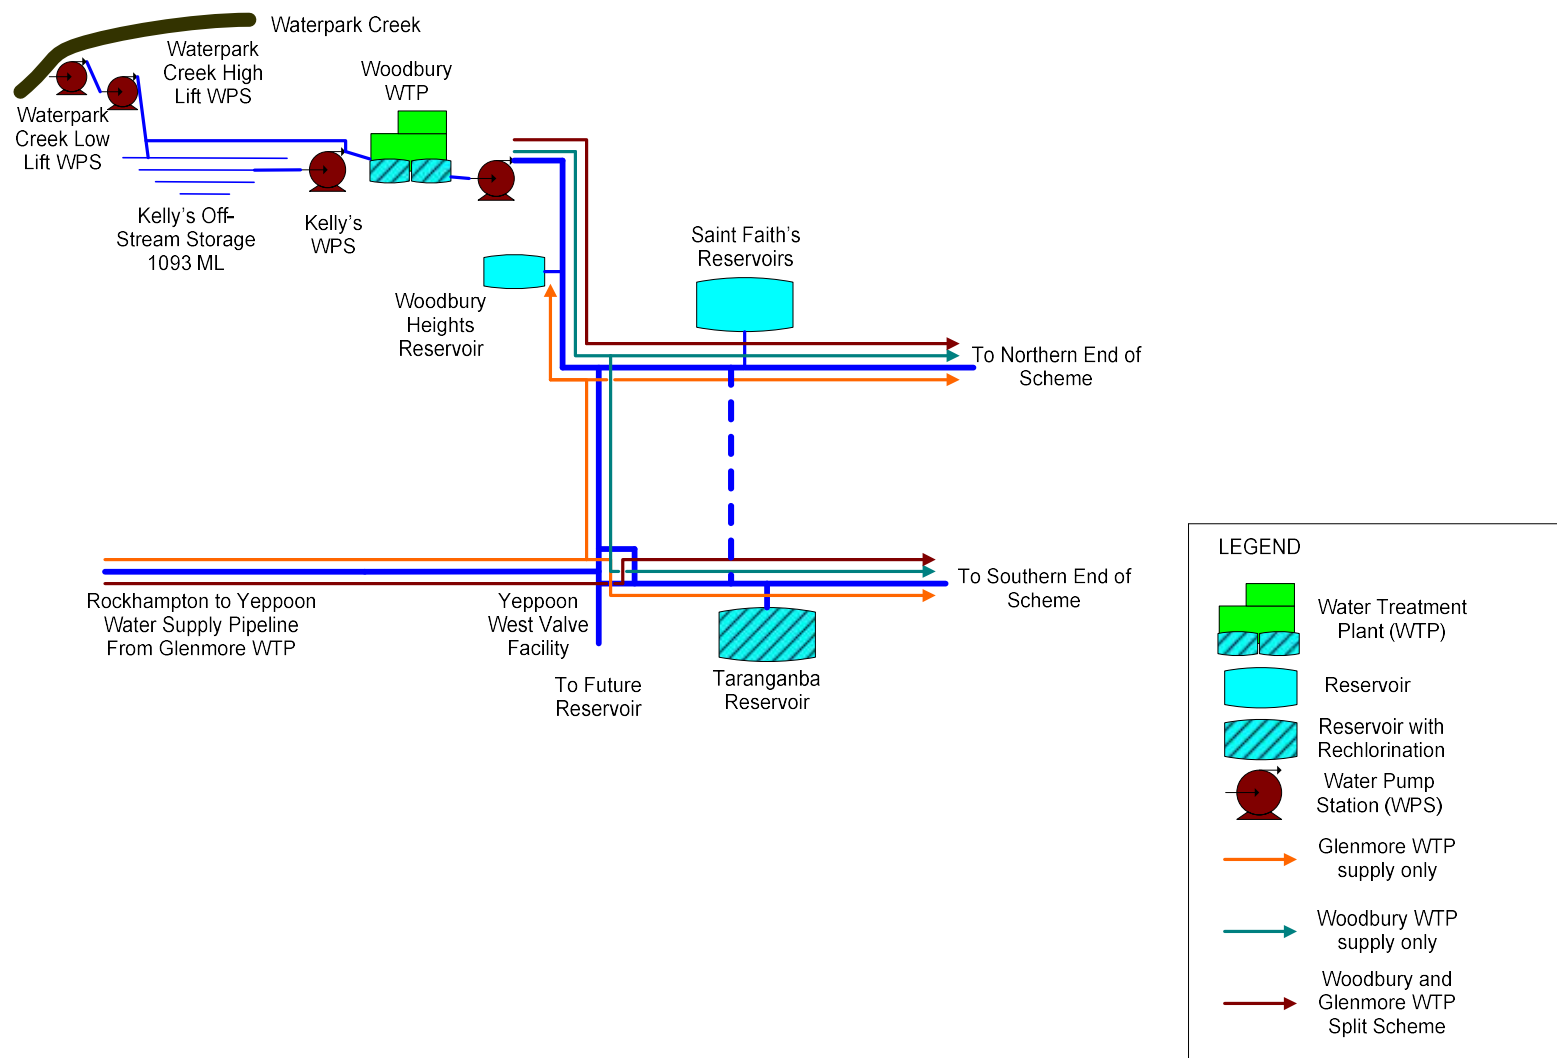 Waterpark Creek
Waterpark
Creek High
Lift WPS
Woodbury
WTP
Waterpark
Creek Low
Lift WPS
Kelly's Off-
Stream Storage
1093 ML
Kelly's
WPS
Saint Faith's
Reservoirs
Woodbury
Heights
Reservoir
To Northern End of
Scheme
Rockhampton to Yeppoon
Water Supply Pipeline
From Glenmore WTP
Yeppoon
West Valve
Facility
To Southern End of
Scheme
To Future
Reservoir
Taranganba
Reservoir
LEGEND
Water Treatment
Plant (WTP)
Reservoir
Reservoir with
Rechlorination
Water Pump
Station (WPS)
Glenmore WTP
supply only
Woodbury WTP
supply only
Woodbury and
Glenmore WTP
Split Scheme